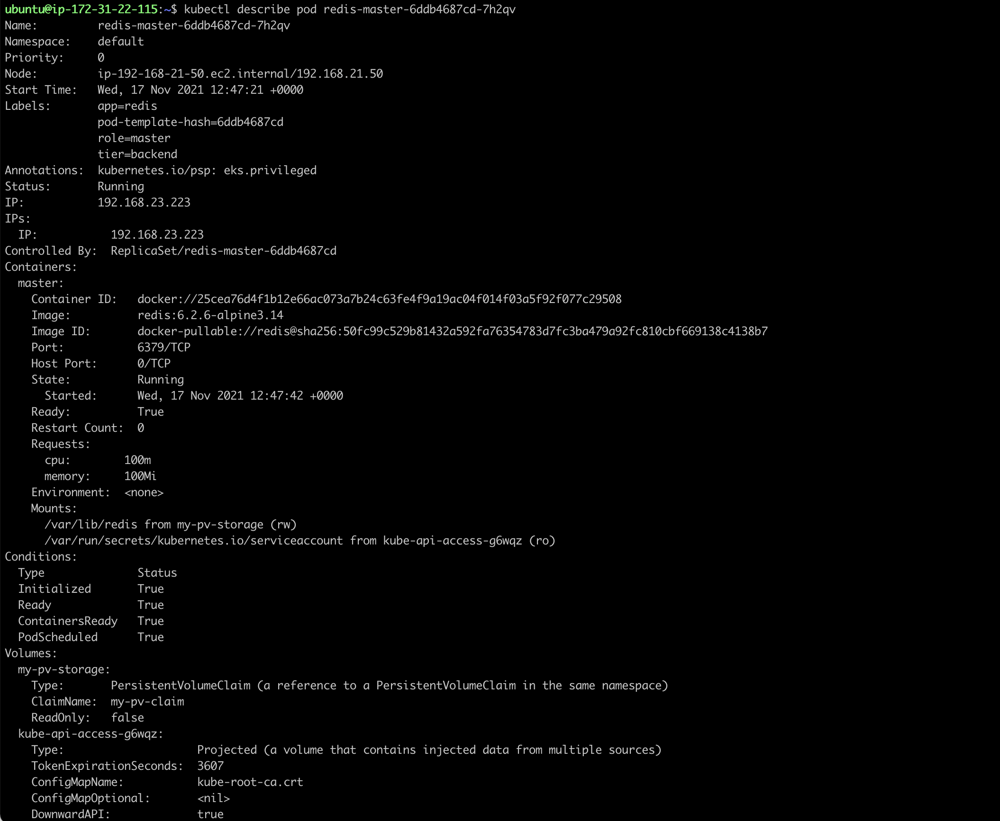 ubuntu@ip-172-31-22-115:~$ kubectl describe pod redis-master-6ddb4687cd-7h2qv
Name:         redis-master-6ddb4687cd-7h2qv
Namespace:    default
Priority:     0
Node:         ip-192-168-21-50.ec2.internal/192.168.21.50
Start Time:   Wed, 17 Nov 2021 12:47:21 +0000
Labels:       app=redis
              pod-template-hash=6ddb4687cd
              role=master
              tier=backend
Annotations:  kubernetes.io/psp: eks.privileged
Status:       Running
IP:           192.168.23.223
IPs:
  IP:           192.168.23.223
Controlled By:  ReplicaSet/redis-master-6ddb4687cd
Containers:
  master:
    Container ID:   docker://25cea76d4f1b12e66ac073a7b24c63fe4f9a19ac04f014f03a5f92f077c29508
    Image:          redis:6.2.6-alpine3.14
    Image ID:       docker-pullable://redis@sha256:50fc99c529b81432a592fa76354783d7fc3ba479a92fc810cbf669138c4138b7
    Port:           6379/TCP
    Host Port:      0/TCP
    State:          Running
      Started:      Wed, 17 Nov 2021 12:47:42 +0000
    Ready:          True
    Restart Count:  0
    Requests:
      cpu:        100m
      memory:     100Mi
    Environment:  <none>
    Mounts:
      /var/lib/redis from my-pv-storage (rw)
      /var/run/secrets/kubernetes.io/serviceaccount from kube-api-access-g6wqz (ro)
Conditions:
  Type              Status
  Initialized       True
  Ready             True
  ContainersReady   True
  PodScheduled      True
Volumes:
  my-pv-storage:
    Type:       PersistentVolumeClaim (a reference to a PersistentVolumeClaim in the same namespace)
    ClaimName:  my-pv-claim
    ReadOnly:   false
  kube-api-access-g6wqz:
    Type:                    Projected (a volume that contains injected data from multiple sources)
    TokenExpirationSeconds:  3607
    ConfigMapName:           kube-root-ca.crt
    ConfigMapOptional:       <nil>
    DownwardAPI:             true